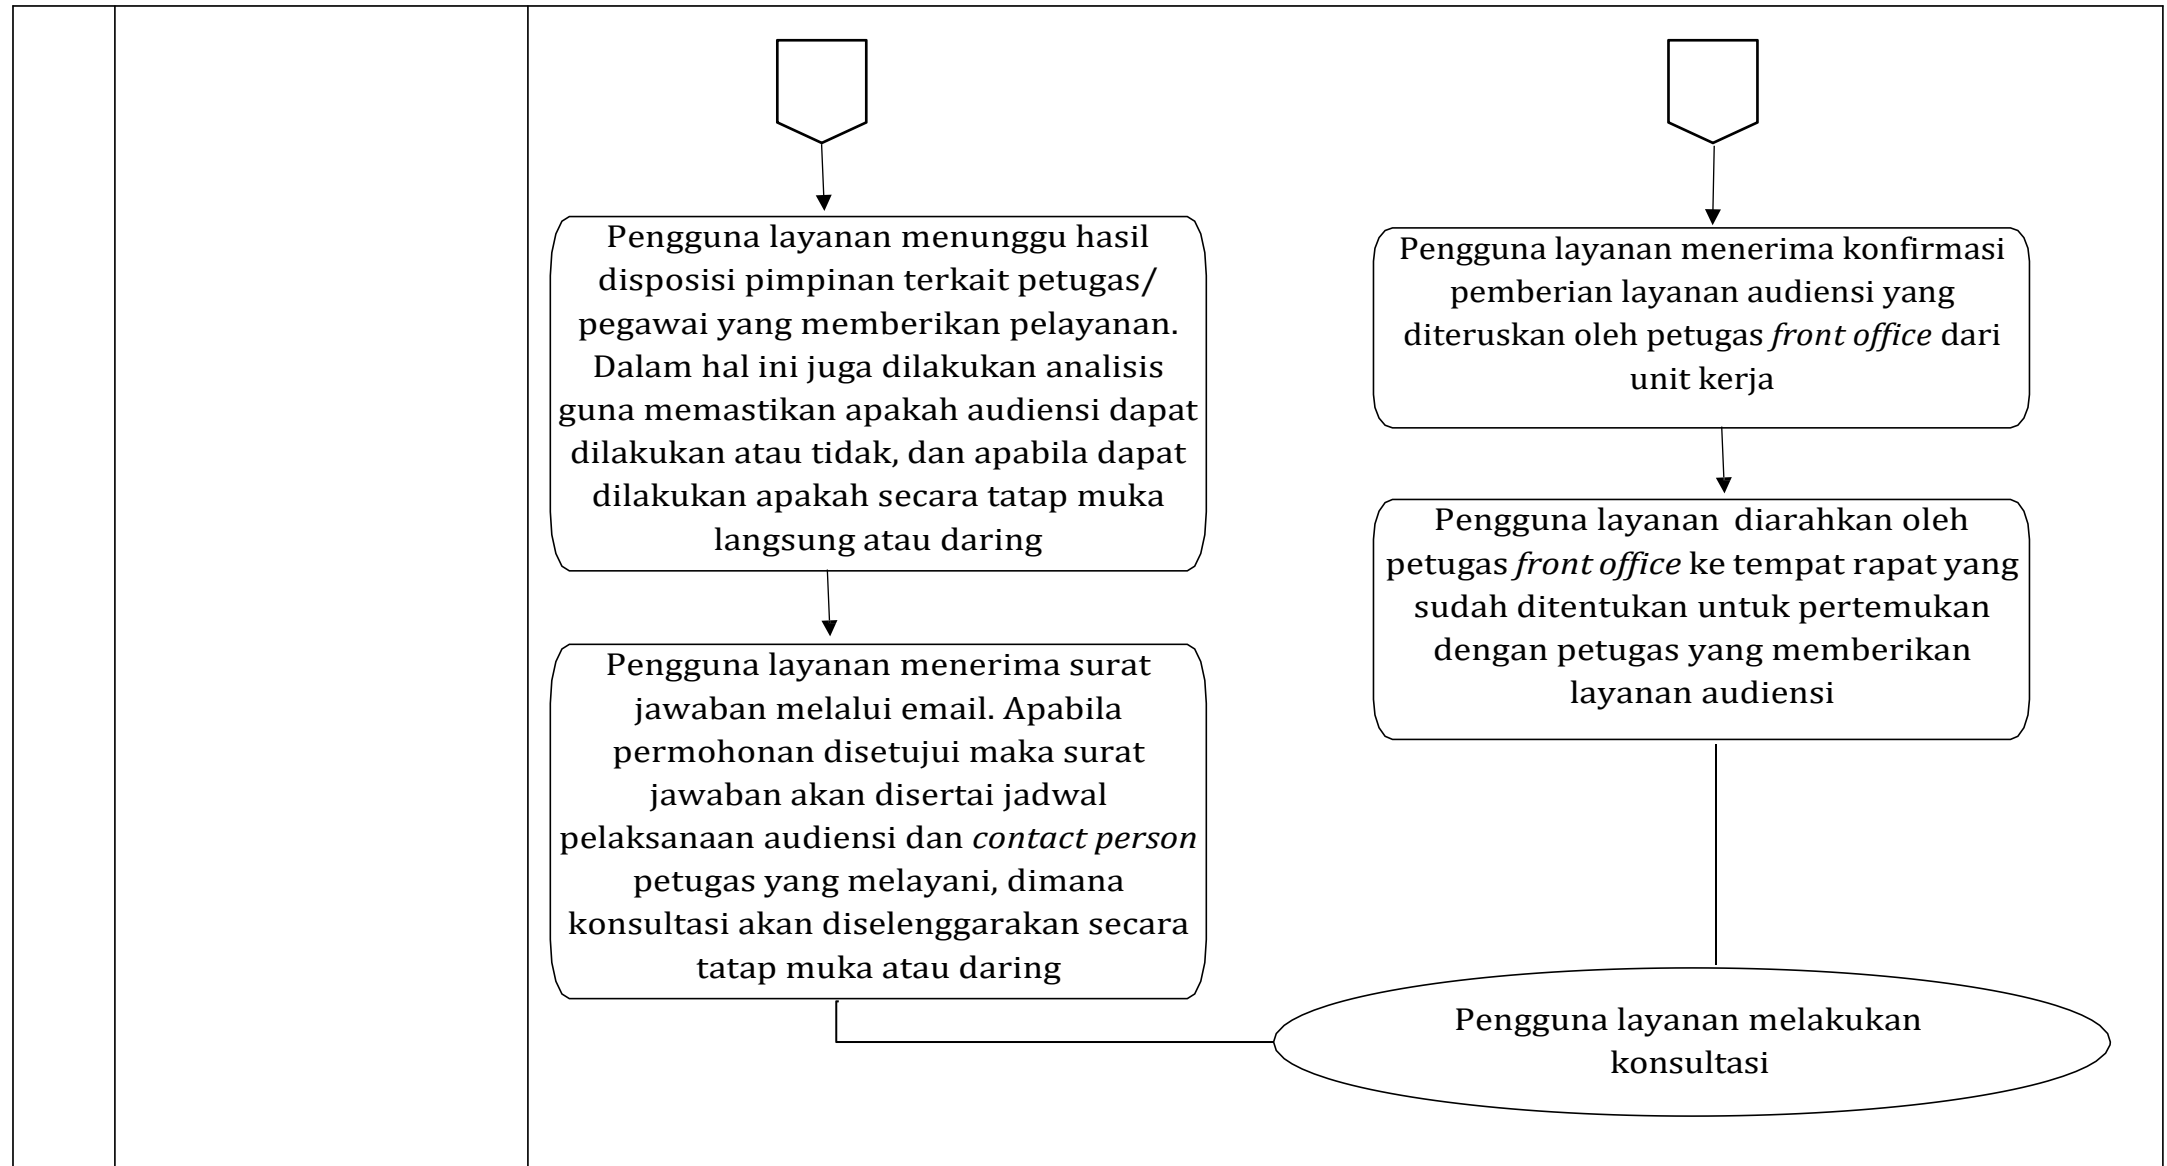 Pengguna layanan menunggu hasil
disposisi pimpinan terkait petugas/
pegawai yang memberikan pelayanan.
Dalam hal ini juga dilakukan analisis
guna memastikan apakah audiensi dapat
dilakukan atau tidak, dan apabila dapat
dilakukan apakah secara tatap muka
langsung atau daring
Pengguna layanan menerima surat
jawaban melalui email. Apabila
permohonan disetujui maka surat
jawaban akan disertai jadwal
pelaksanaan audiensi dan contact person
petugas yang melayani, dimana
konsultasi akan diselenggarakan secara
tatap muka atau daring
Pengguna layanan menerima konfirmasi
pemberian layanan audiensi yang
diteruskan oleh petugas front office dari
unit kerja
Pengguna layanan diarahkan oleh
petugas front office ke tempat rapat yang
sudah ditentukan untuk pertemukan
dengan petugas yang memberikan
layanan audiensi
Pengguna layanan melakukan
konsultasi